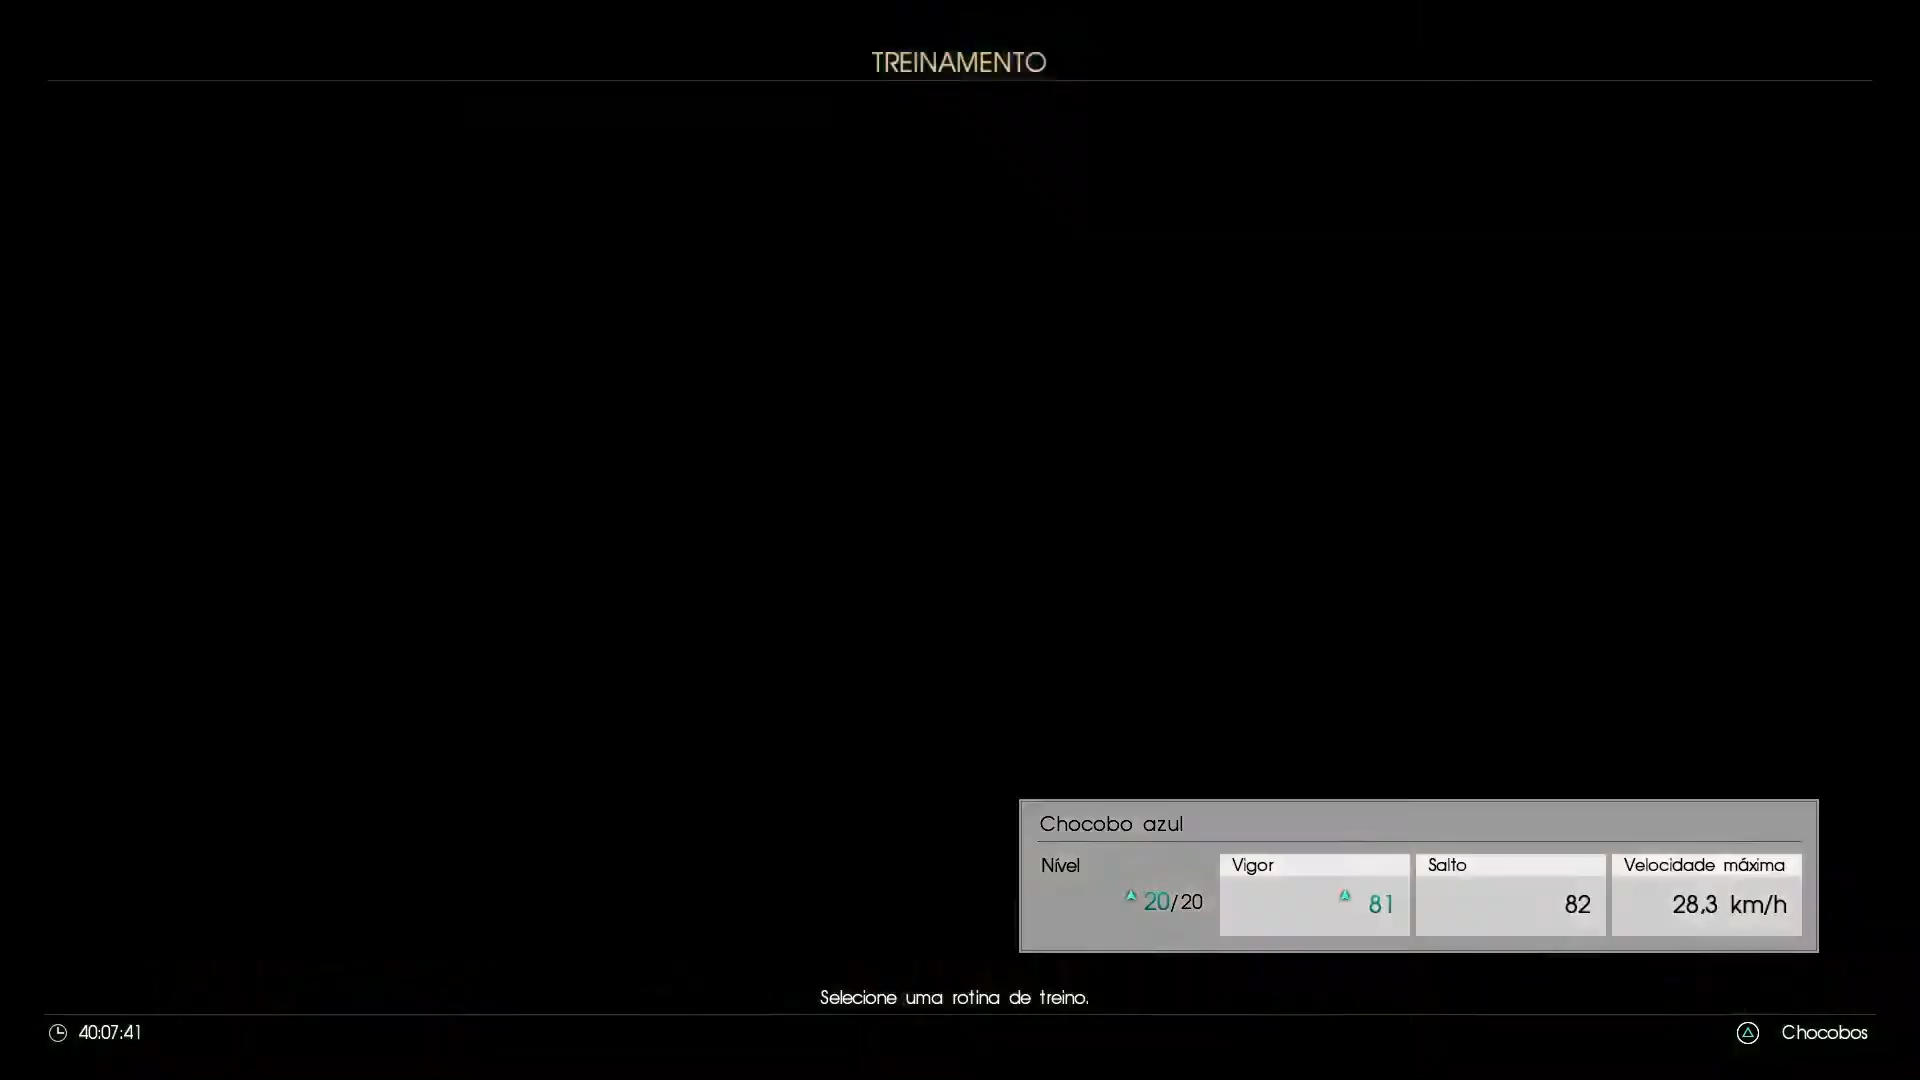 TREINAMENTO
Chocobo azul
Nível
20/20
Vigor
81
Salto
82
Velocidade máxima
28,3 km/h
Selecione uma rotina de treino.
40:07:41
Chocobos